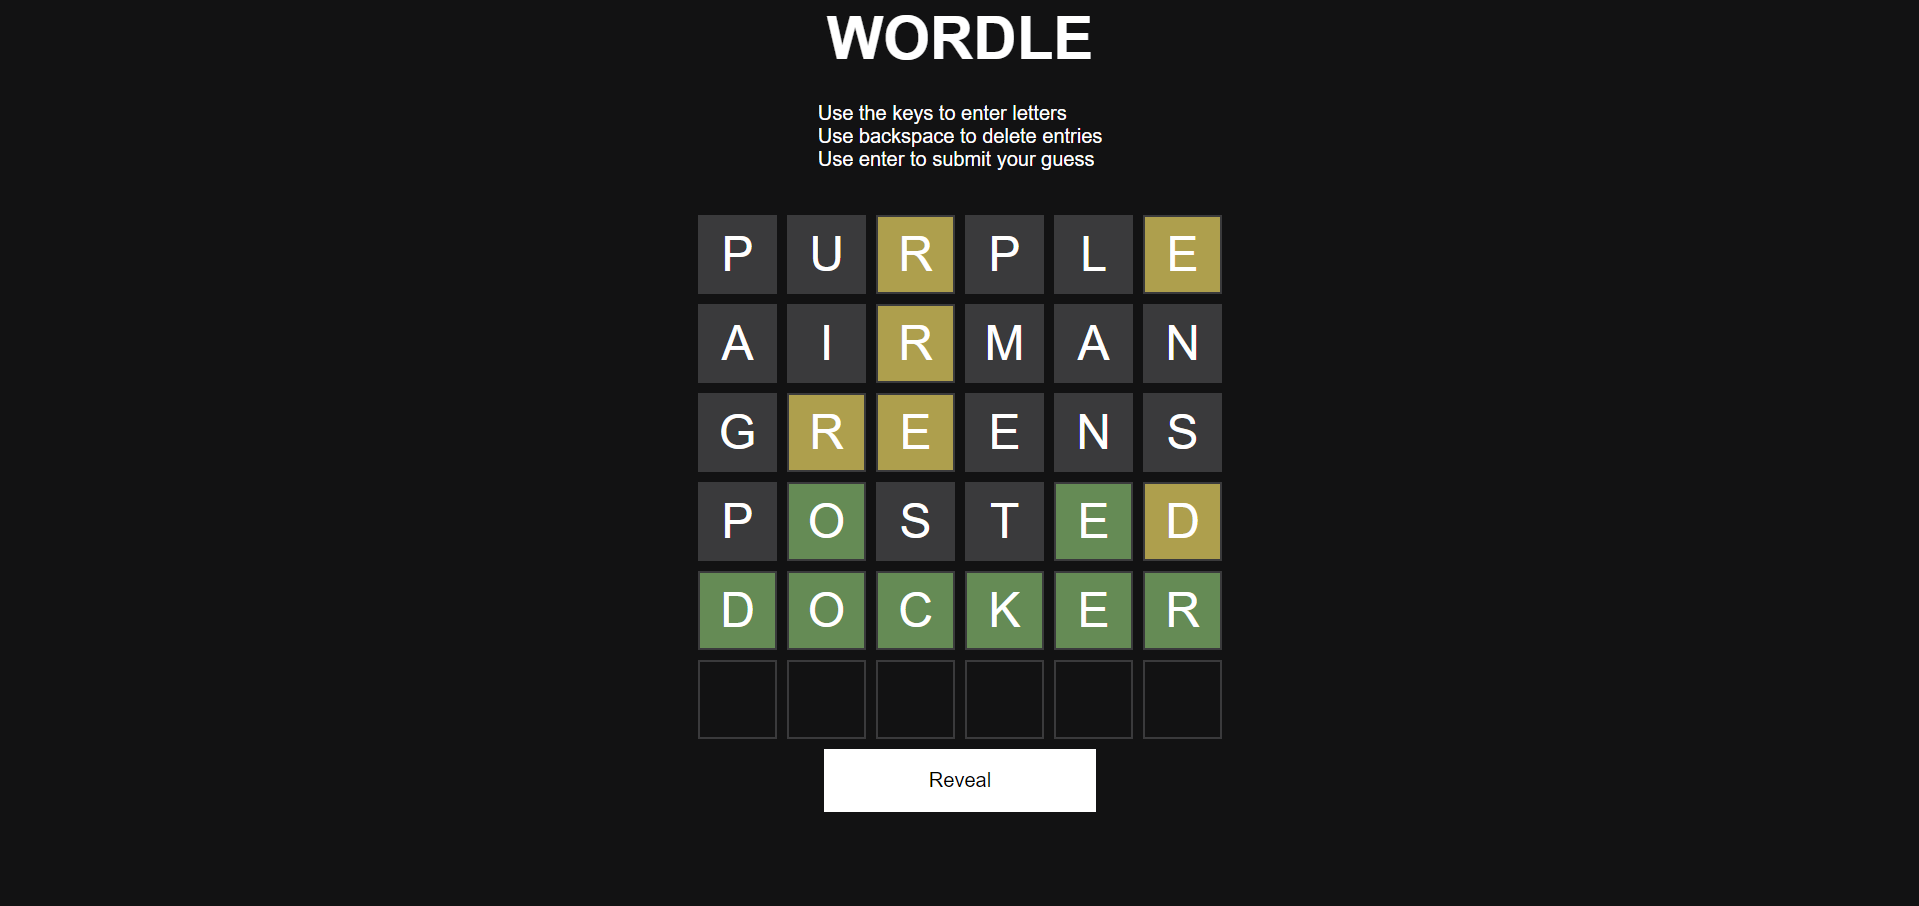 WORDLE
Use the keys to enter letters
Use backspace to delete entries
Use enter to submit your guess
P U R P L E
A I R M A N
G R E E N S
P O S T E D
D O C K E R
Reveal